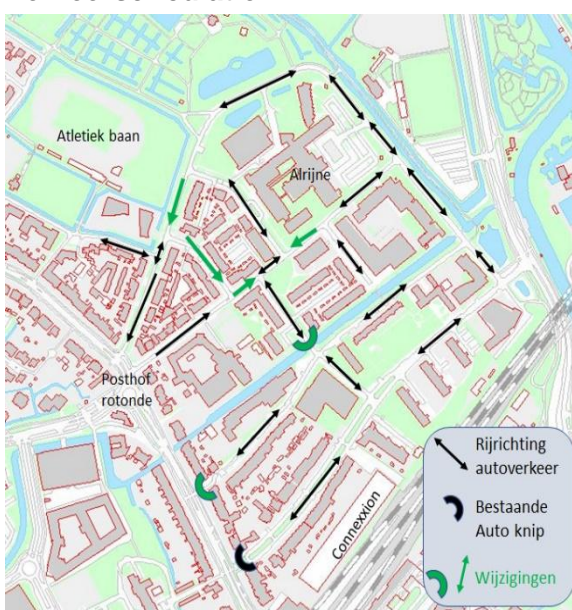 Atletiek baan
Alrijne
Posthof
rotonde
Connexxion
Rijrichting
autoverkeer
Bestaande
Auto knip
Wijzigingen